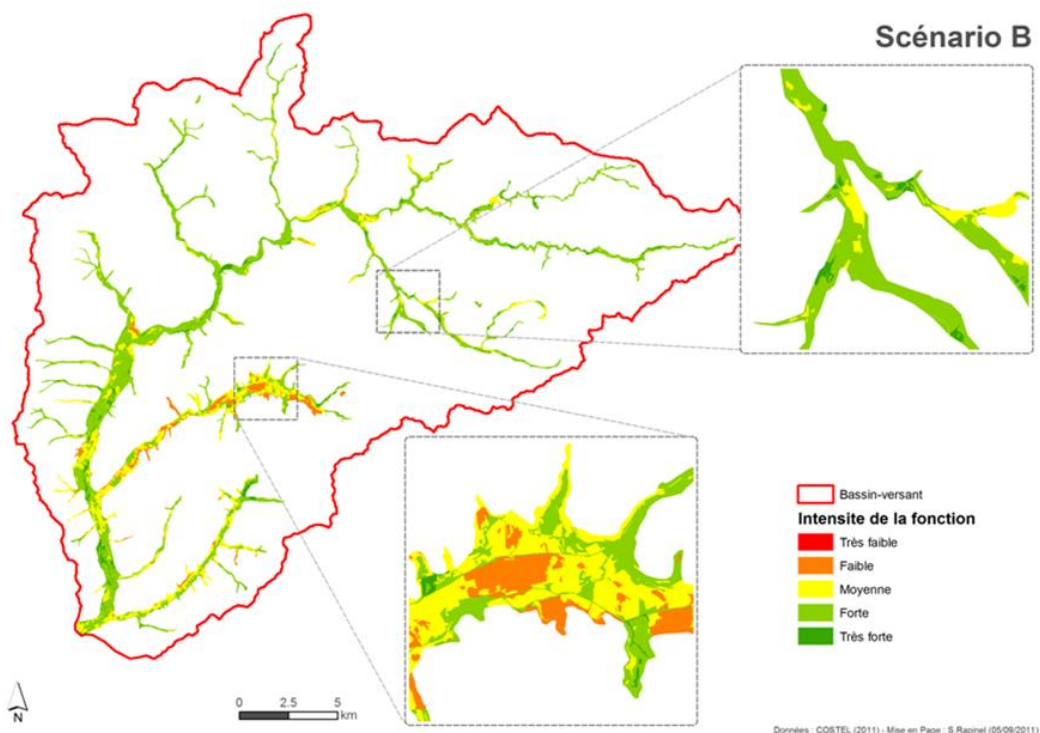 Scénario B
Bassin-versant
Intensite de la fonction
Très faible
Faible
Moyenne
Forte
Très forte
N
0 2.5 5
km
Données : COSTEL (2011) - Mise en Page : S.Rapinel (05/09/2011)